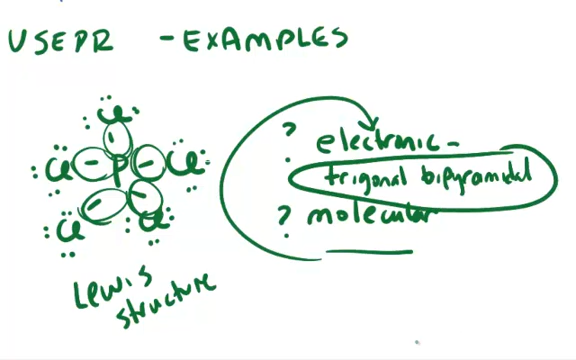 VSEPR - EXAMPLES
Cl
Cl P Cl
Cl Cl
? electronic -
trigonal bipyramidal
? molecular
Lewis
structure